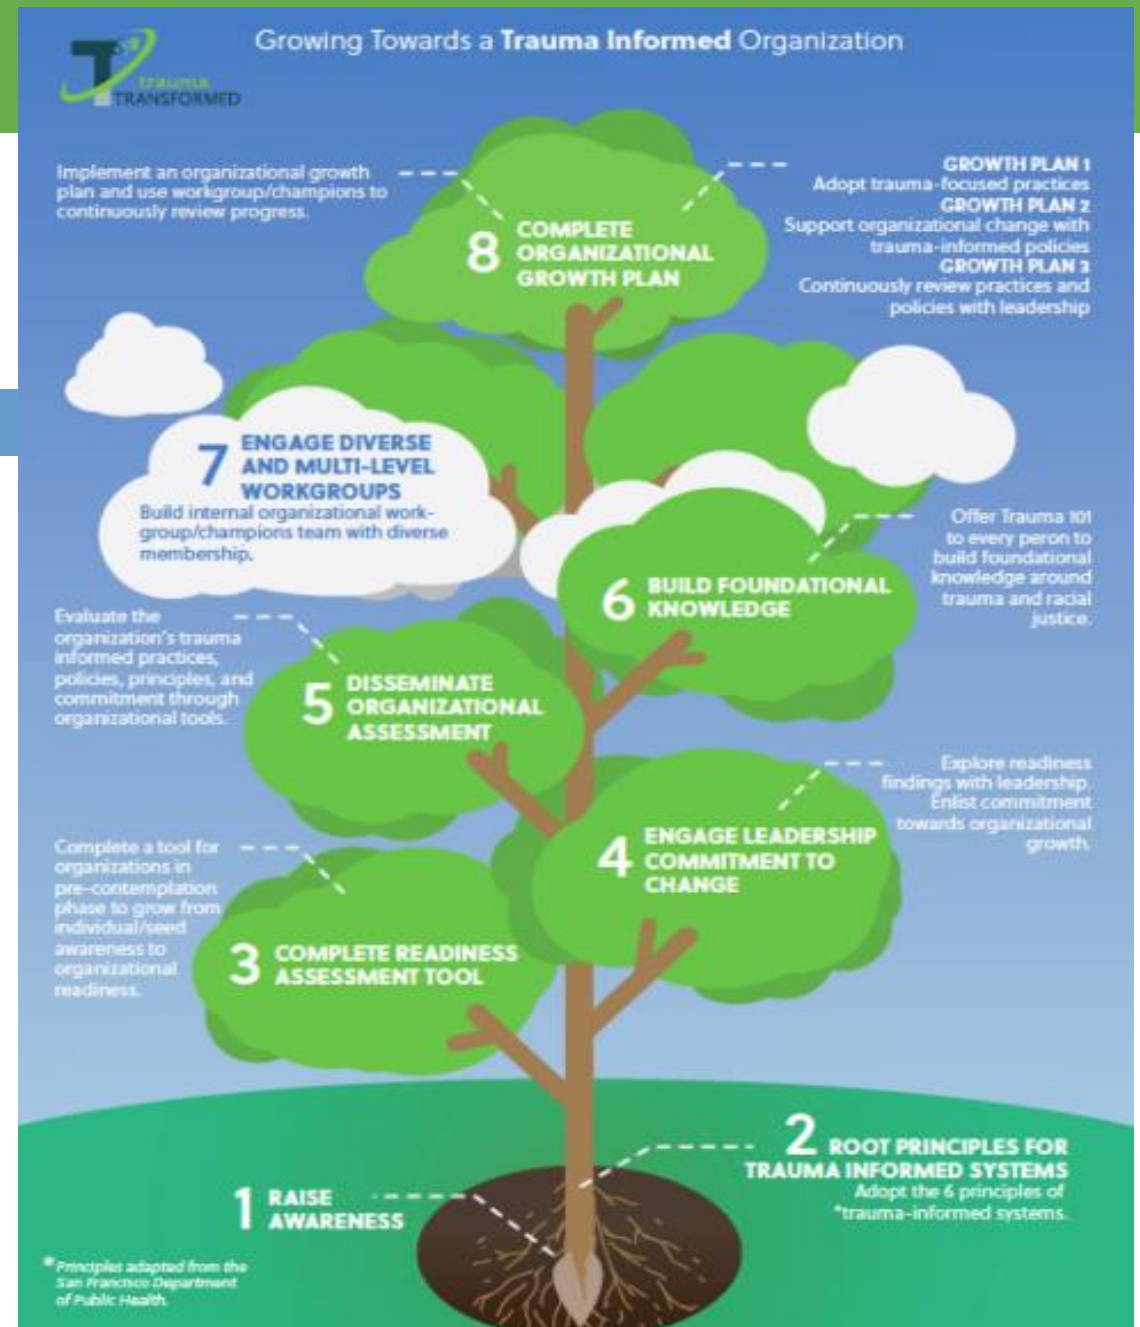 trauma
TRANSFORMED
Growing Towards a Trauma Informed Organization
Implement an organizational growth
plan and use workgroup/champions to
continuously review progress.
8 COMPLETE
ORGANIZATIONAL
GROWTH PLAN
GROWTH PLAN 1
Adopt trauma-focused practices
GROWTH PLAN 2
Support organizational change with
trauma-informed policies
GROWTH PLAN 3
Continuously review practices and
policies with leadership
7 ENGAGE DIVERSE
AND MULTI-LEVEL
WORKGROUPS
Build internal organizational work-
group/champions team with diverse
membership.
6 BUILD FOUNDATIONAL
KNOWLEDGE
Offer Trauma 101
to every peron to
build foundational
knowledge around
trauma and racial
justice.
Evaluate the
organization's trauma
informed practices,
policies, principles, and
commitment through
organizational tools.
5 DISSEMINATE
ORGANIZATIONAL
ASSESSMENT
Explore readiness
findings with leadership.
Enlist commitment
towards organizational
growth.
4 ENGAGE LEADERSHIP
COMMITMENT TO
CHANGE
Complete a tool for
organizations in
pre-contemplation
phase to grow from
individual/seed
awareness to
organizational
readiness.
3 COMPLETE READINESS
ASSESSMENT TOOL
2 ROOT PRINCIPLES FOR
TRAUMA INFORMED SYSTEMS
Adopt the 6 principles of
*trauma-informed systems.
1 RAISE
AWARENESS
*Principles adapted from the
San Francisco Department
of Public Health.